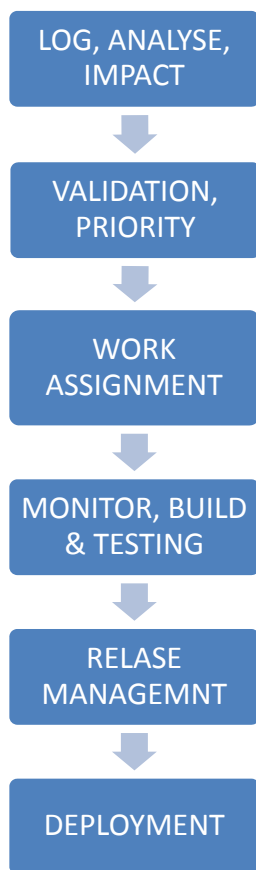 LOG, ANALYSE,
IMPACT
VALIDATION,
PRIORITY
WORK
ASSIGNMENT
MONITOR, BUILD
& TESTING
RELASE
MANAGEMNT
DEPLOYMENT